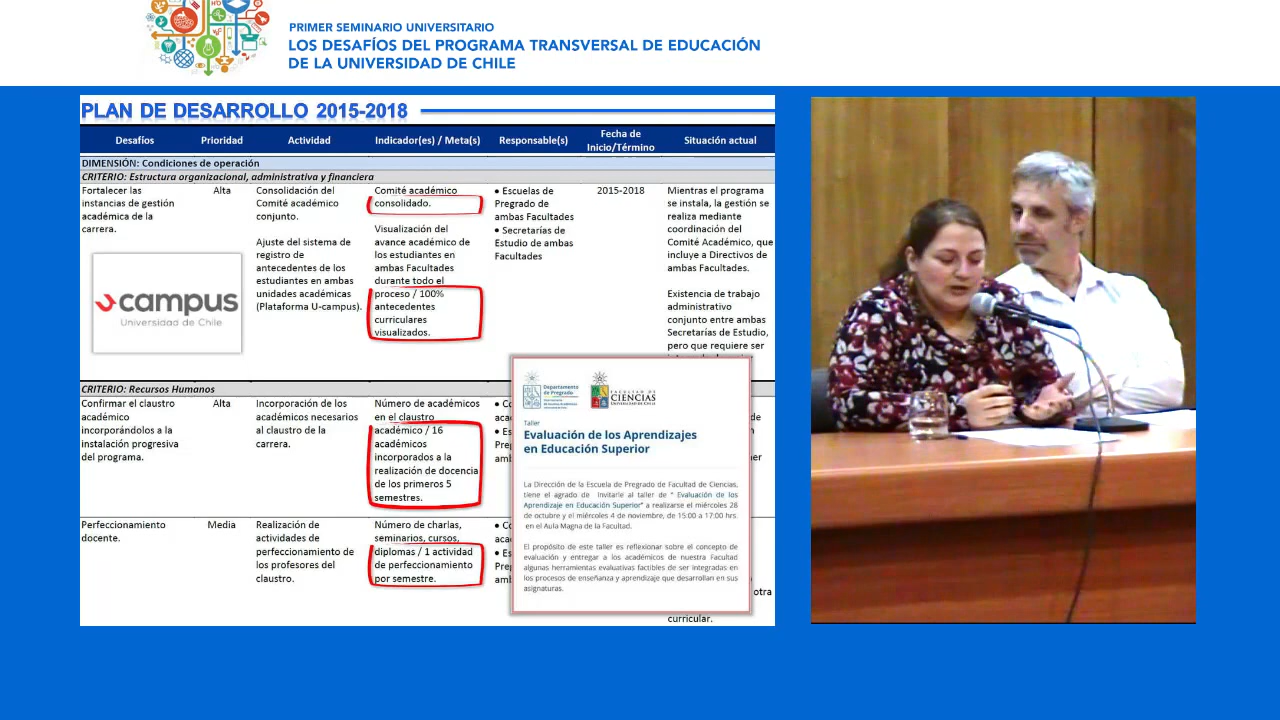 PRIMER SEMINARIO UNIVERSITARIO
LOS DESAFÍOS DEL PROGRAMA TRANSVERSAL DE EDUCACIÓN
DE LA UNIVERSIDAD DE CHILE
PLAN DE DESARROLLO 2015-2018
Desafíos
Prioridad
Actividad
Indicador(es) / Meta(s)
Responsable(s)
Fecha de
Inicio/Término
Situación actual
DIMENSIÓN: Condiciones de operación
CRITERIO: Estructura organizacional, administrativa y financiera
Fortalecer las
instancias de gestión
académica de la
carrera.
Alta
Consolidación del
Comité académico
conjunto.
Ajuste del sistema de
registro de
antecedentes de los
estudiantes en ambas
unidades académicas
(Plataforma U-campus).
Comité académico
consolidado.
Visualización del
avance académico de
los estudiantes en
ambas Facultades
durante todo el
proceso / 100%
antecedentes
curriculares
visualizados.
• Escuelas de
Pregrado de
ambas Facultades
• Secretarías de
Estudio de ambas
Facultades
2015-2018
Mientras el programa
se instala, la gestión se
realiza mediante
coordinación del
Comité Académico, que
incluye a Directivos de
ambas Facultades.
Existencia de trabajo
administrativo
conjunto entre ambas
Secretarías de Estudio,
pero que requiere ser
campus
Universidad de Chile
CRITERIO: Recursos Humanos
Confirmar el claustro
académico
incorporándolos a la
instalación progresiva
del programa.
Alta
Incorporación de los
académicos necesarios
al claustro de la
carrera.
Número de académicos
en el claustro
académico / 16
académicos
incorporados a la
realización de docencia
de los primeros 5
semestres.
Perfeccionamiento
docente.
Media
Realización de
actividades de
perfeccionamiento de
los profesores del
claustro.
Número de charlas,
seminarios, cursos,
diplomas / 1 actividad
de perfeccionamiento
por semestre.
otra
curricular.
Departamento
de Pregrado
FACULTAD DE
CIENCIAS
UNIVERSIDAD DE CHILE
Taller
Evaluación de los Aprendizajes
en Educación Superior
La Dirección de la Escuela de Pregrado de Facultad de Ciencias,
tiene el agrado de Invitarle al taller de " Evaluación de los
Aprendizaje en Educación Superior" a realizarse el miércoles 28
de octubre y el miércoles 4 de noviembre, de 15:00 a 17:00 hrs.
en el Aula Magna de la Facultad.
El propósito de este taller es reflexionar sobre el concepto de
evaluación y entregar a los académicos de nuestra Facultad
algunas herramientas evaluativas factibles de ser integradas en
los procesos de enseñanza y aprendizaje que desarrollan en sus
asignaturas.